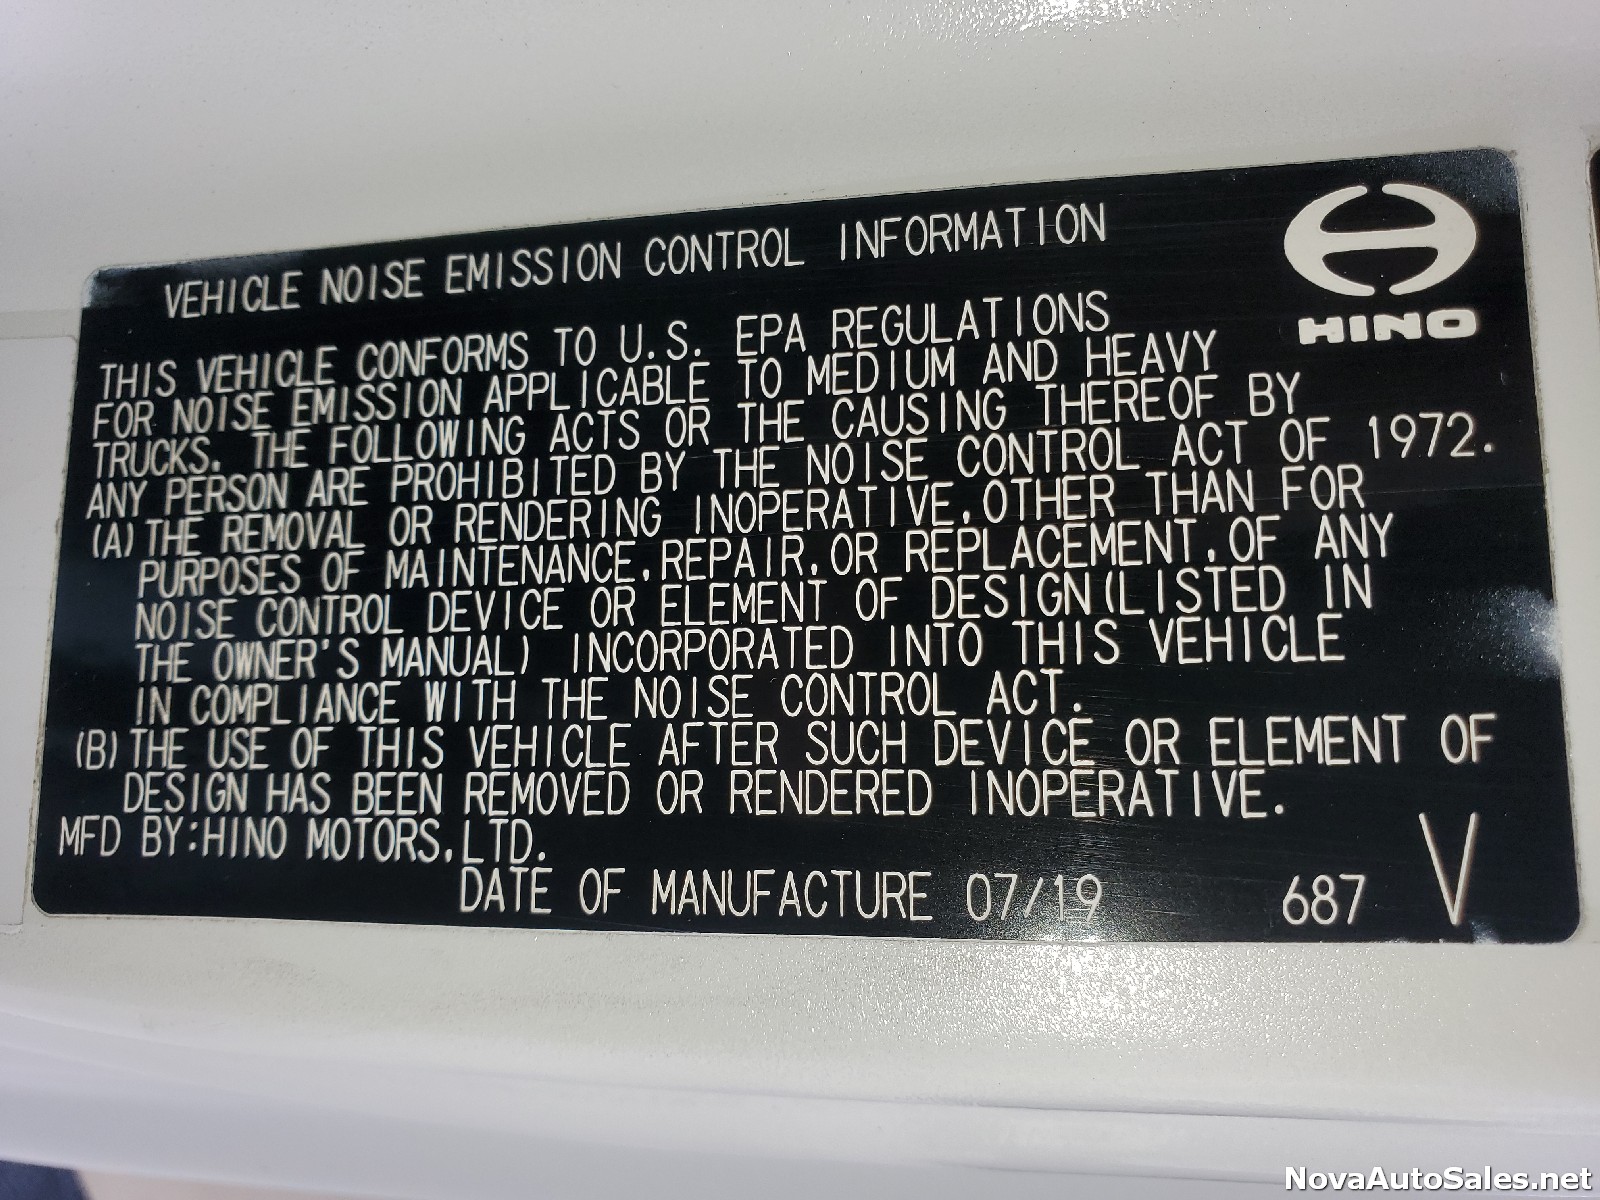 VEHICLE NOISE EMISSION CONTROL INFORMATION
HINO
THIS VEHICLE CONFORMS TO U.S. EPA REGULATIONS
FOR NOISE EMISSION APPLICABLE TO MEDIUM AND HEAVY
TRUCKS. THE FOLLOWING ACTS OR THE CAUSING THEREOF BY
ANY PERSON ARE PROHIBITED BY THE NOISE CONTROL ACT OF 1972.
(A) THE REMOVAL OR RENDERING INOPERATIVE, OTHER THAN FOR
PURPOSES OF MAINTENANCE, REPAIR, OR REPLACEMENT, OF ANY
NOISE CONTROL DEVICE OR ELEMENT OF DESIGN (LISTED IN
THE OWNER'S MANUAL) INCORPORATED INTO THIS VEHICLE
IN COMPLIANCE WITH THE NOISE CONTROL ACT.
(B) THE USE OF THIS VEHICLE AFTER SUCH DEVICE OR ELEMENT OF
DESIGN HAS BEEN REMOVED OR RENDERED INOPERATIVE.
MFD BY:HINO MOTORS, LTD.
DATE OF MANUFACTURE 07/19 687 V
NovaAutoSales.net